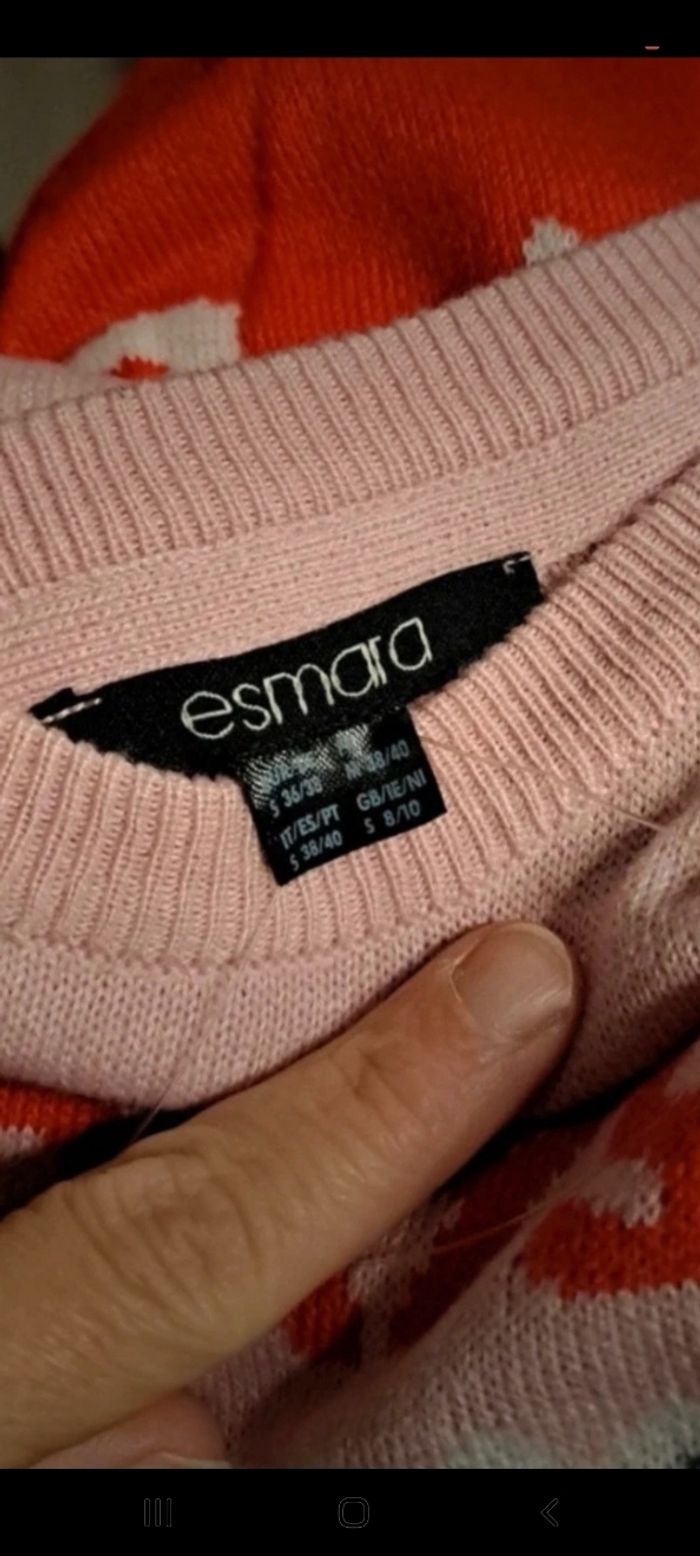 esmara
S 36/38 M 38/40
IT/ES/PT GB/IE/NI
S 38/40 S 8/10